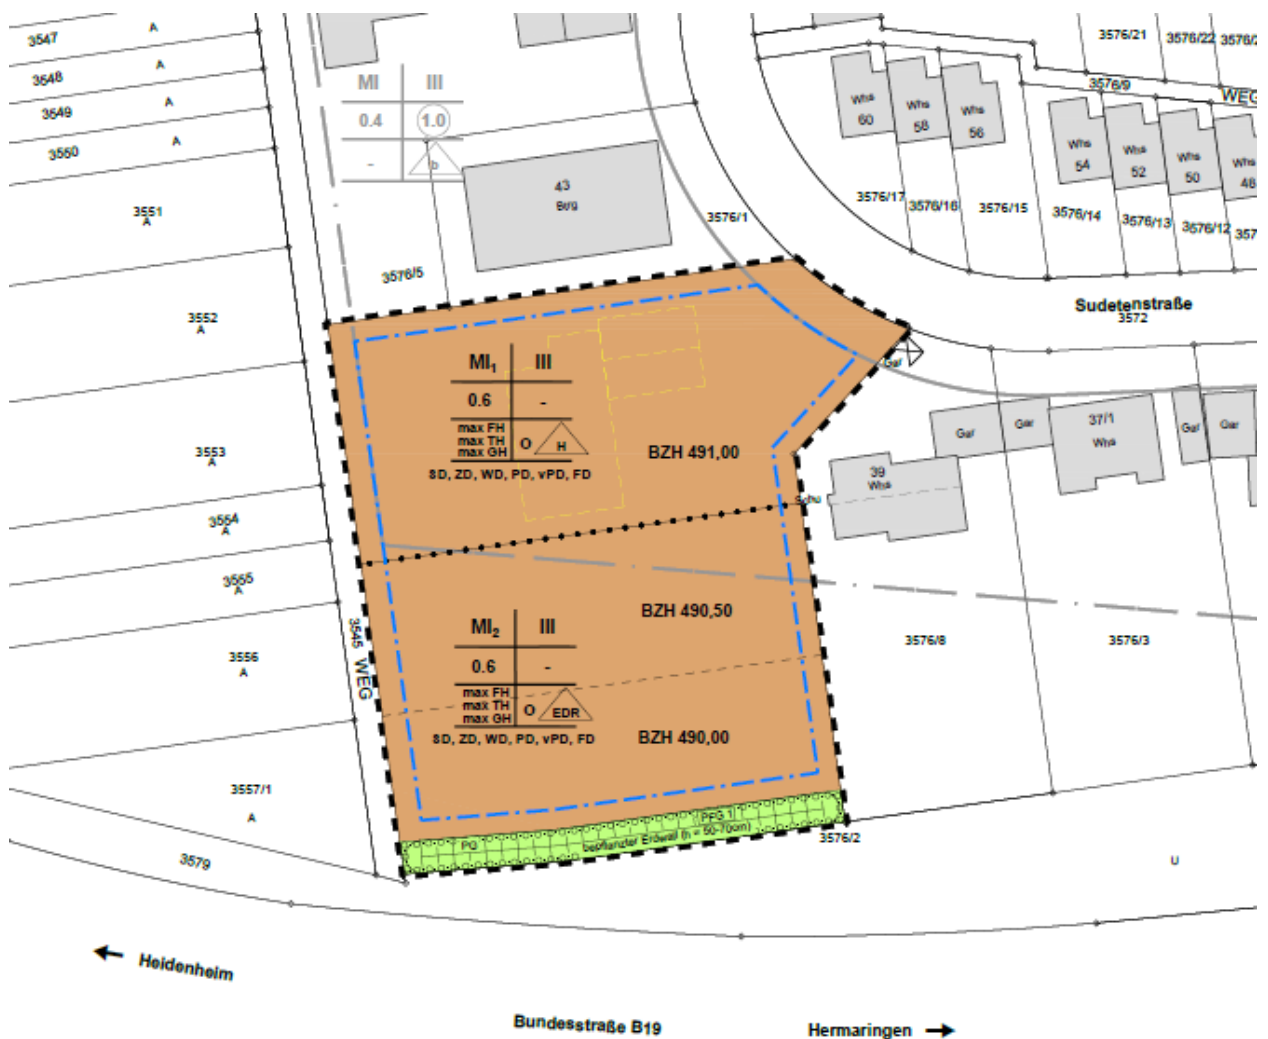 3547
A
3548
A
3549
A
3550
A
3551
A
3552
A
3553
A
3554
A
3555
A
3556
A
3557/1
A
3579
3545 WEG
MI III
0.4 1.0
- b
43
3576/5
3576/1
3576/21
3576/22
3576/9
WEG
Whs
60
Whs
58
Whs
56
Whs
54
Whs
52
Whs
50
Whs
48
3576/17
3576/16
3576/15
3576/14
3576/13
3576/12
Sudetenstraße
3572
MI₁ III
0.6 -
max FH
max TH
max GH
O H
SD, ZD, WD, PD, vPD, FD
BZH 491,00
Gar
Gar
Gar
37/1
Whs
Gar
Gar
39
Whs
Schu
BZH 490,50
MI₂ III
0.6 -
max FH
max TH
max GH
O EDR
SD, ZD, WD, PD, vPD, FD
BZH 490,00
3576/8
3576/3
PG
PFG 1
bepflanzter Erdwall (h = 50-70cm)
3576/2
U
Heidenheim
Bundesstraße B19
Hermaringen